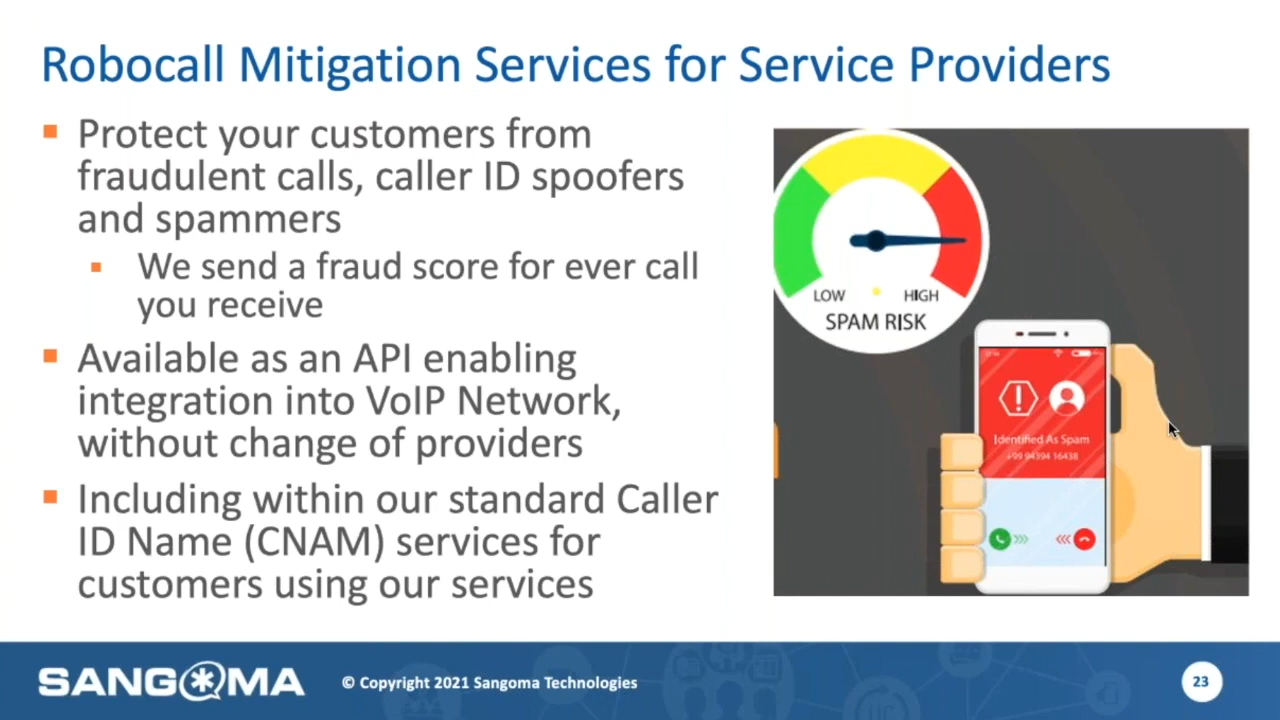 Robocall Mitigation Services for Service Providers
Protect your customers from
fraudulent calls, caller ID spoofers
and spammers
We send a fraud score for ever call
you receive
Available as an API enabling
integration into VoIP Network,
without change of providers
Including within our standard Caller
ID Name (CNAM) services for
customers using our services
LOW HIGH
SPAM RISK
Identified As Spam
+99 94394 16438
SANGOMA
© Copyright 2021 Sangoma Technologies
23